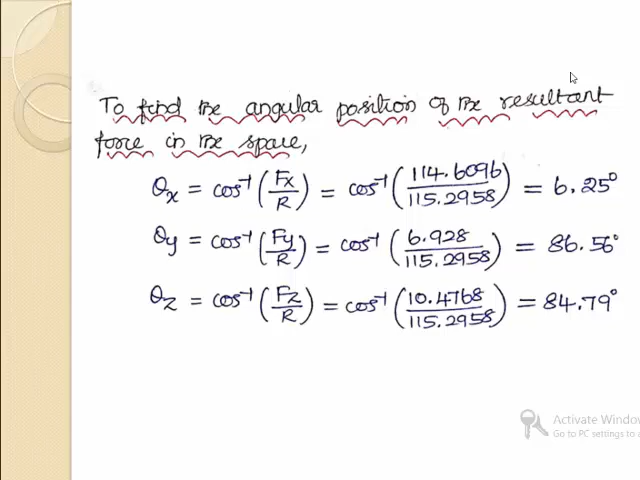 To find the angular position of the resultant
force in the space,
θx = cos⁻¹(Fx/R) = cos⁻¹(114.6096/115.2958) = 6.25°
θy = cos⁻¹(Fy/R) = cos⁻¹(6.928/115.2958) = 86.56°
θz = cos⁻¹(Fz/R) = cos⁻¹(10.4768/115.2958) = 84.79°
Activate Window
Go to PC settings to a